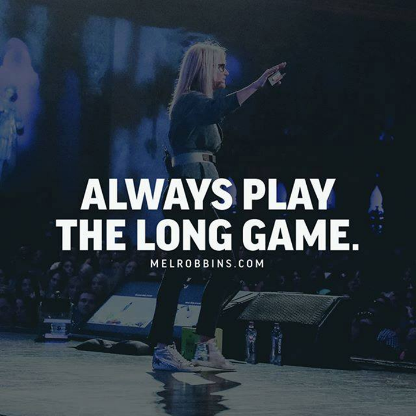 ALWAYS PLAY
THE LONG GAME.
MELROBBINS.COM